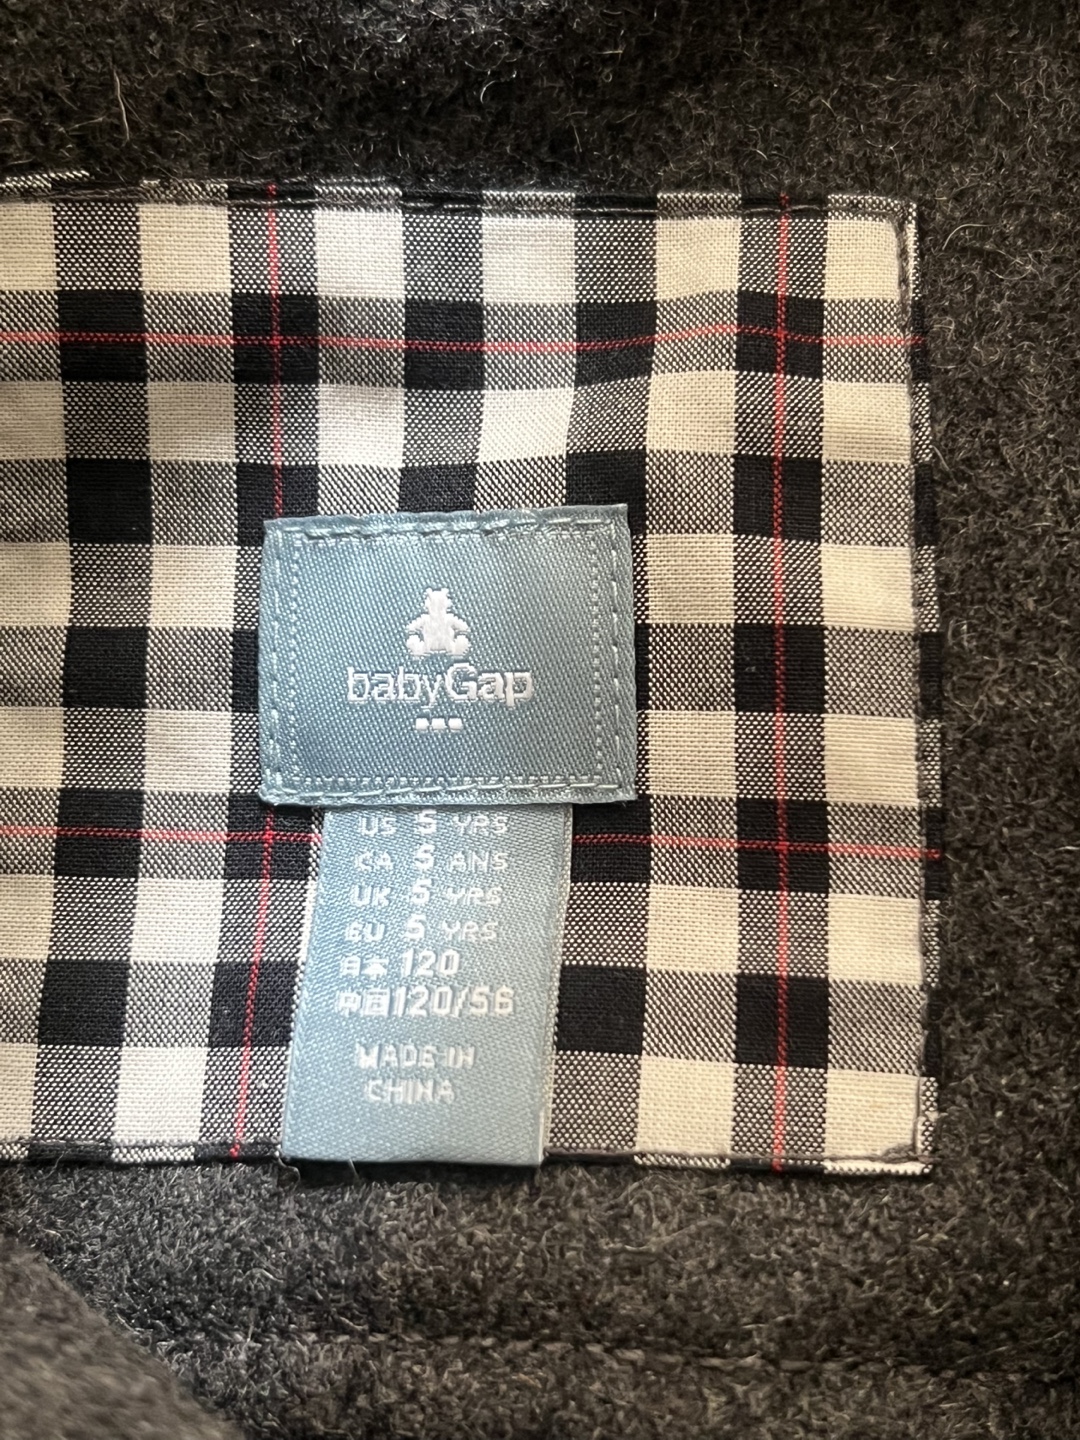 babyGap
US 5 YRS
CA 5 ANS
UK 5 YRS
EU 5 YRS
日本 120
中国 120/56
MADE IN
CHINA